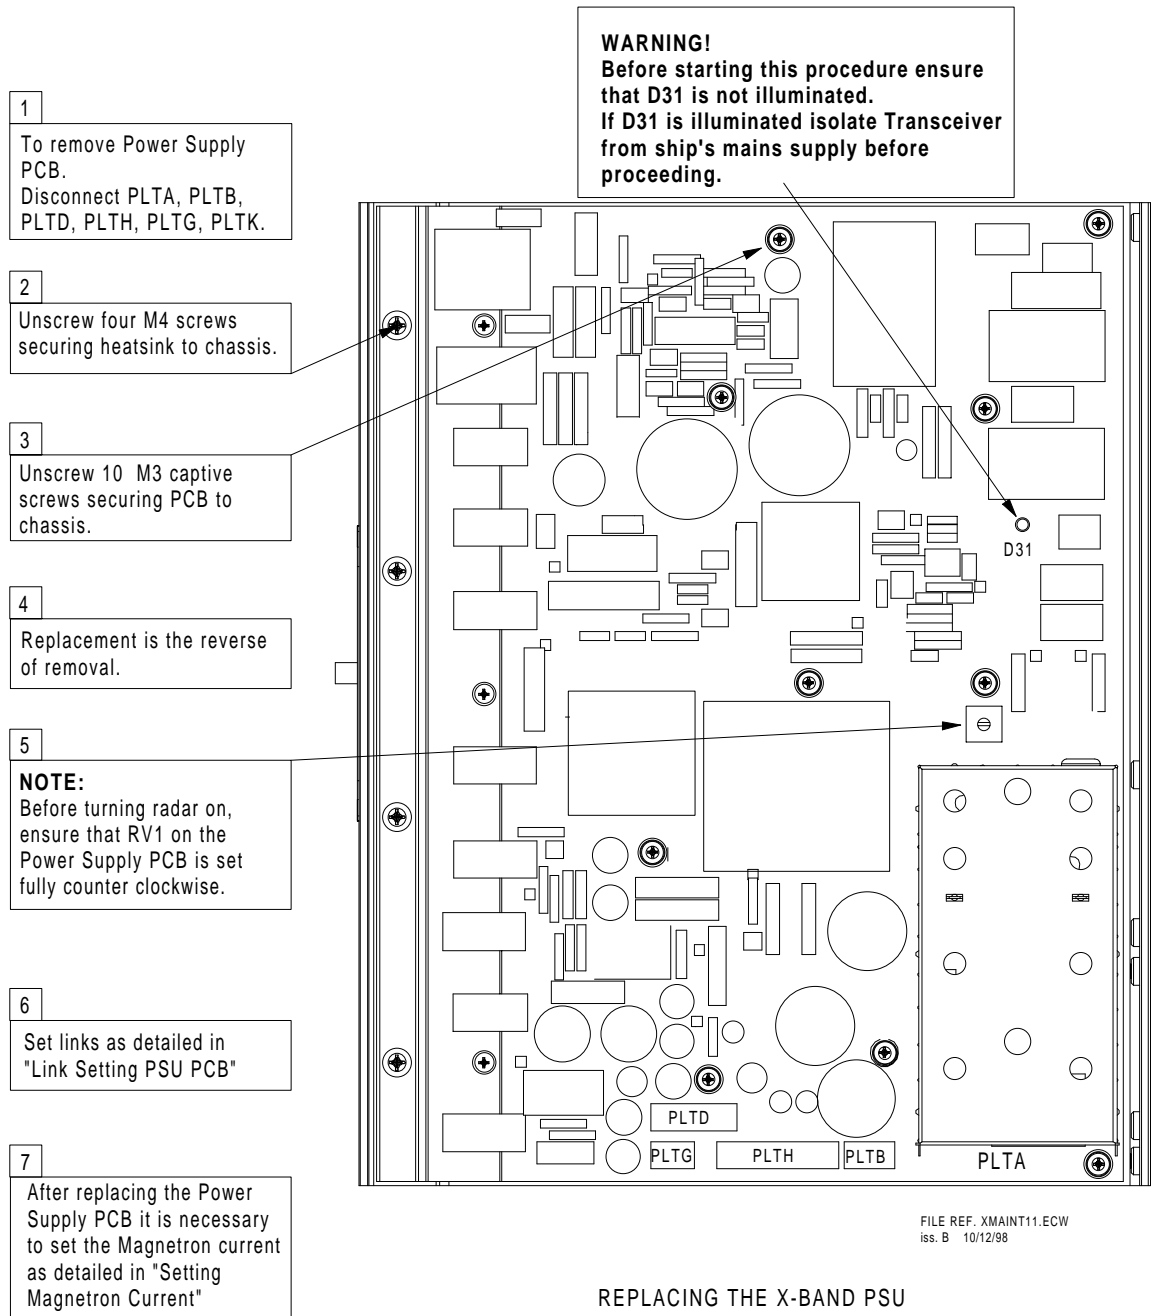 WARNING!
Before starting this procedure ensure
that D31 is not illuminated.
If D31 is illuminated isolate Transceiver
from ship's mains supply before
proceeding.
1
To remove Power Supply
PCB.
Disconnect PLTA, PLTB,
PLTD, PLTH, PLTG, PLTK.
2
Unscrew four M4 screws
securing heatsink to chassis.
3
Unscrew 10 M3 captive
screws securing PCB to
chassis.
4
Replacement is the reverse
of removal.
5
NOTE:
Before turning radar on,
ensure that RV1 on the
Power Supply PCB is set
fully counter clockwise.
6
Set links as detailed in
"Link Setting PSU PCB"
7
After replacing the Power
Supply PCB it is necessary
to set the Magnetron current
as detailed in "Setting
Magnetron Current"
D31
PLTD
PLTG
PLTH
PLTB
PLTA
FILE REF. XMAINT11.ECW
iss. B 10/12/98
REPLACING THE X-BAND PSU